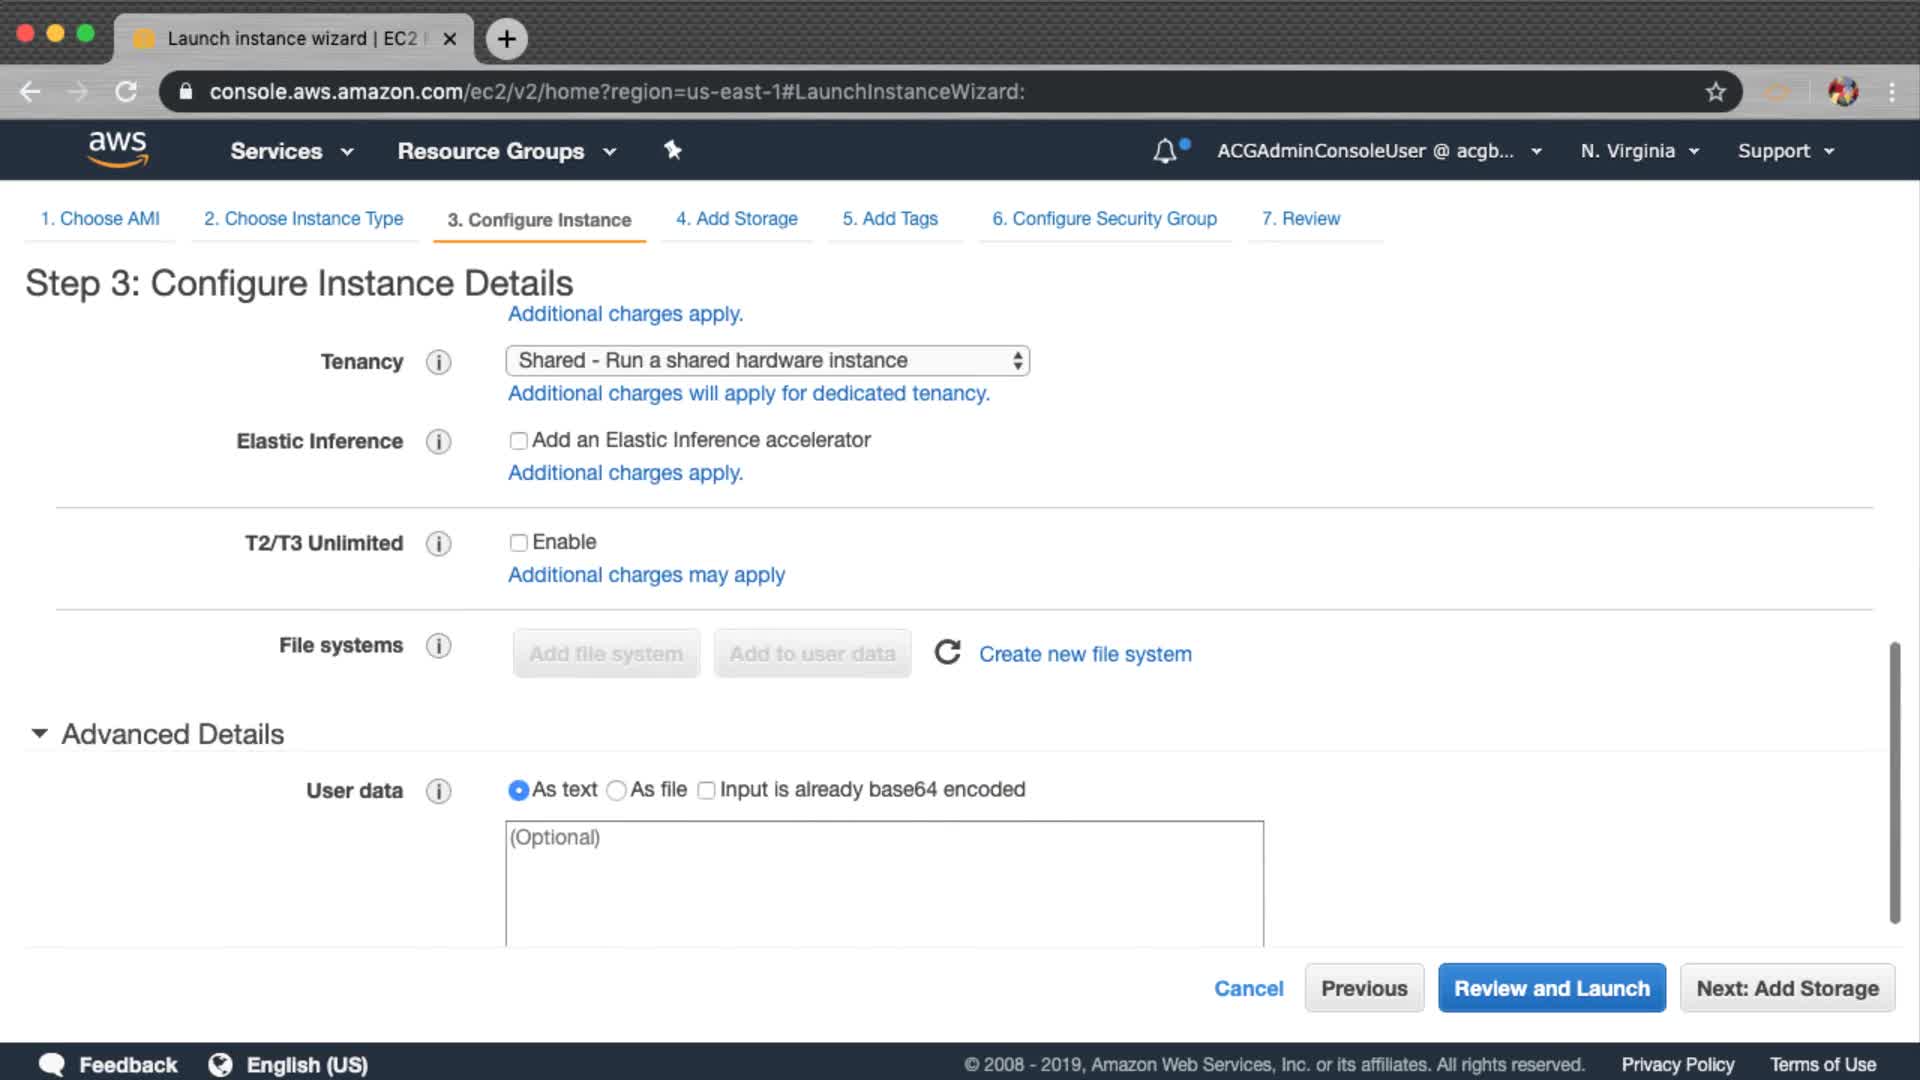 Launch instance wizard | EC2
console.aws.amazon.com/ec2/v2/home?region=us-east-1#LaunchInstanceWizard:
aws Services Resource Groups ACGAdminConsoleUser @ acgb... N. Virginia Support
1. Choose AMI 2. Choose Instance Type 3. Configure Instance 4. Add Storage 5. Add Tags 6. Configure Security Group 7. Review
Step 3: Configure Instance Details
Additional charges apply.
Tenancy i Shared - Run a shared hardware instance
Additional charges will apply for dedicated tenancy.
Elastic Inference i Add an Elastic Inference accelerator
Additional charges apply.
T2/T3 Unlimited i Enable
Additional charges may apply
File systems i Add file system Add to user data Create new file system
Advanced Details
User data i As text As file Input is already base64 encoded
(Optional)
Cancel Previous Review and Launch Next: Add Storage
Feedback English (US) © 2008 - 2019, Amazon Web Services, Inc. or its affiliates. All rights reserved. Privacy Policy Terms of Use